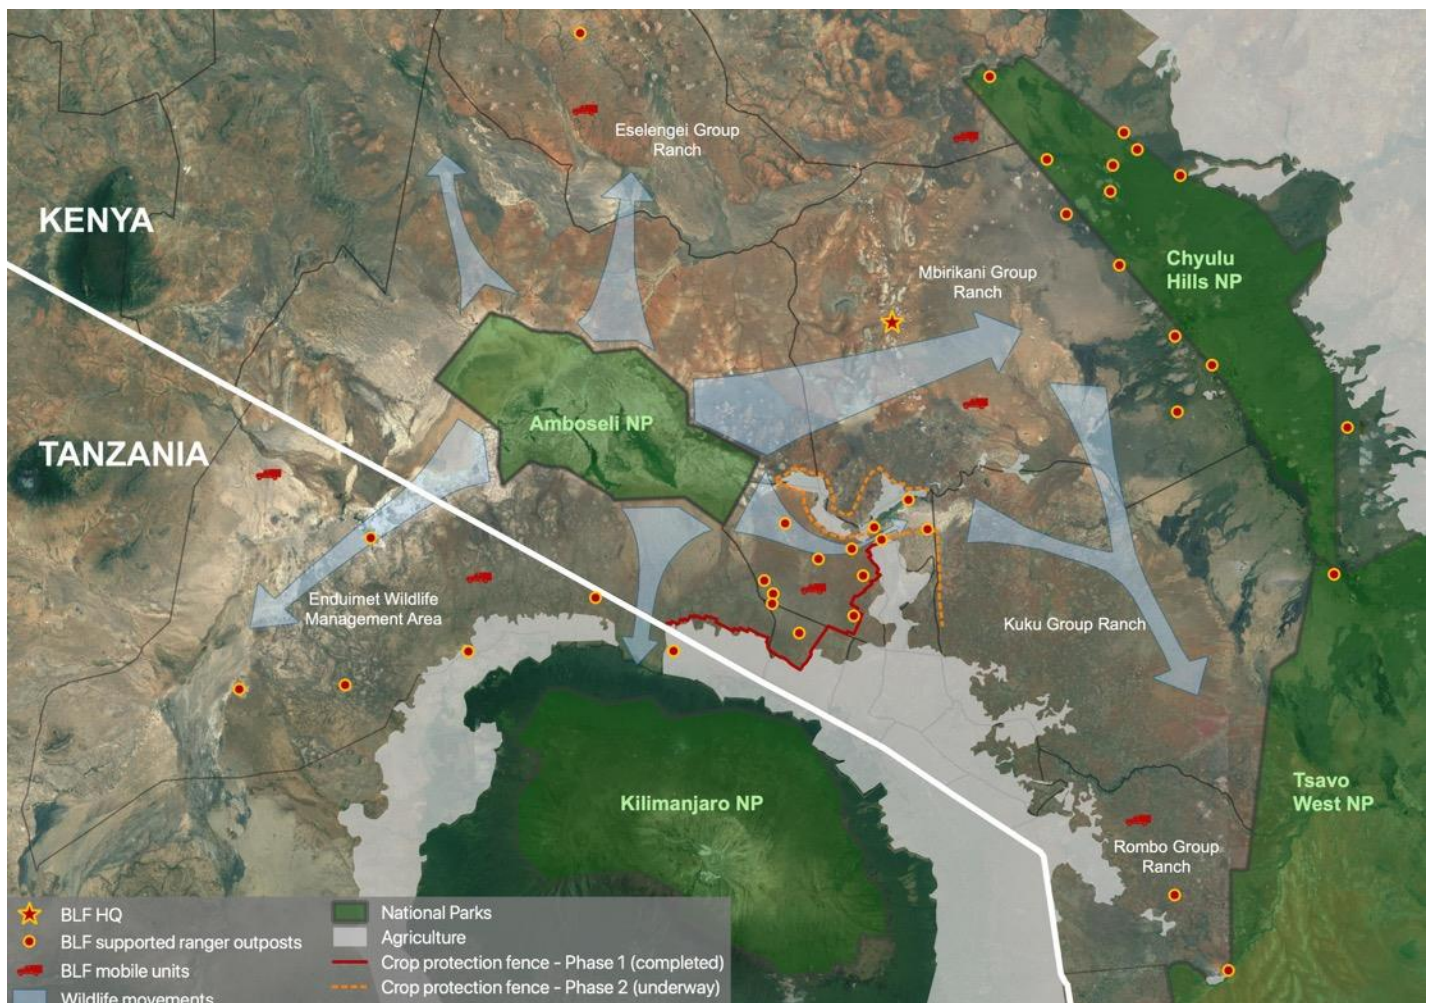 Eselengei Group
Ranch
KENYA
Chyulu
Hills NP
Mbirikani Group
Ranch
Amboseli NP
TANZANIA
Enduimet Wildlife
Management Area
Kuku Group Ranch
Kilimanjaro NP
Tsavo
West NP
Rombo Group
Ranch
BLF HQ
BLF supported ranger outposts
BLF mobile units
Wildlife movements
National Parks
Agriculture
Crop protection fence - Phase 1 (completed)
Crop protection fence - Phase 2 (underway)